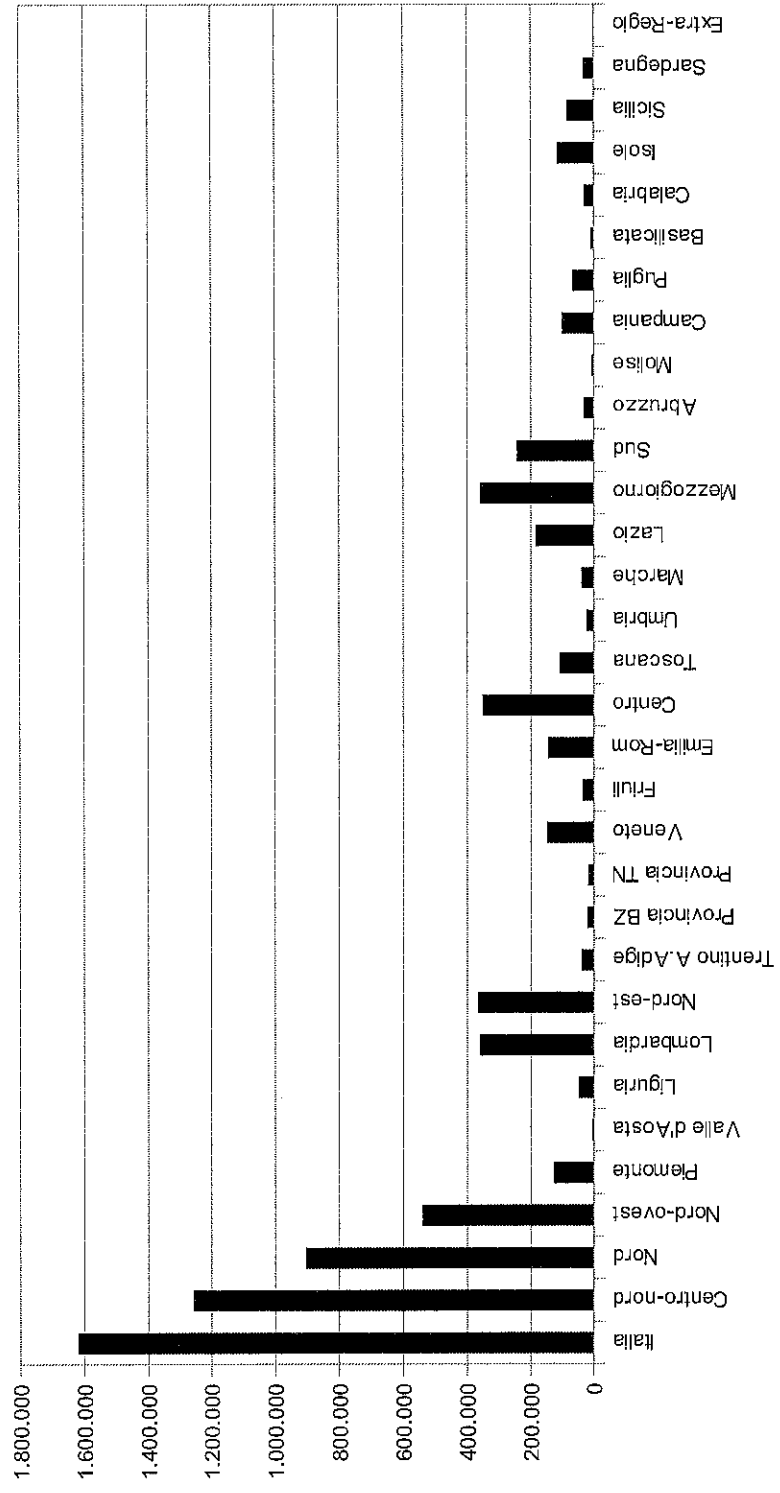 1.800.000
1.600.000
1.400.000
1.200.000
1.000.000
800.000
600.000
400.000
200.000
0
Italia
Centro-nord
Nord
Nord-ovest
Piemonte
Valle d'Aosta
Liguria
Lombardia
Nord-est
Trentino A.Adige
Provincia BZ
Provincia TN
Veneto
Friuli
Emilia-Rom
Centro
Toscana
Umbria
Marche
Lazio
Mezzogiorno
Sud
Abruzzo
Molise
Campania
Puglia
Basilicata
Calabria
Isole
Sicilia
Sardegna
Extra-Regio